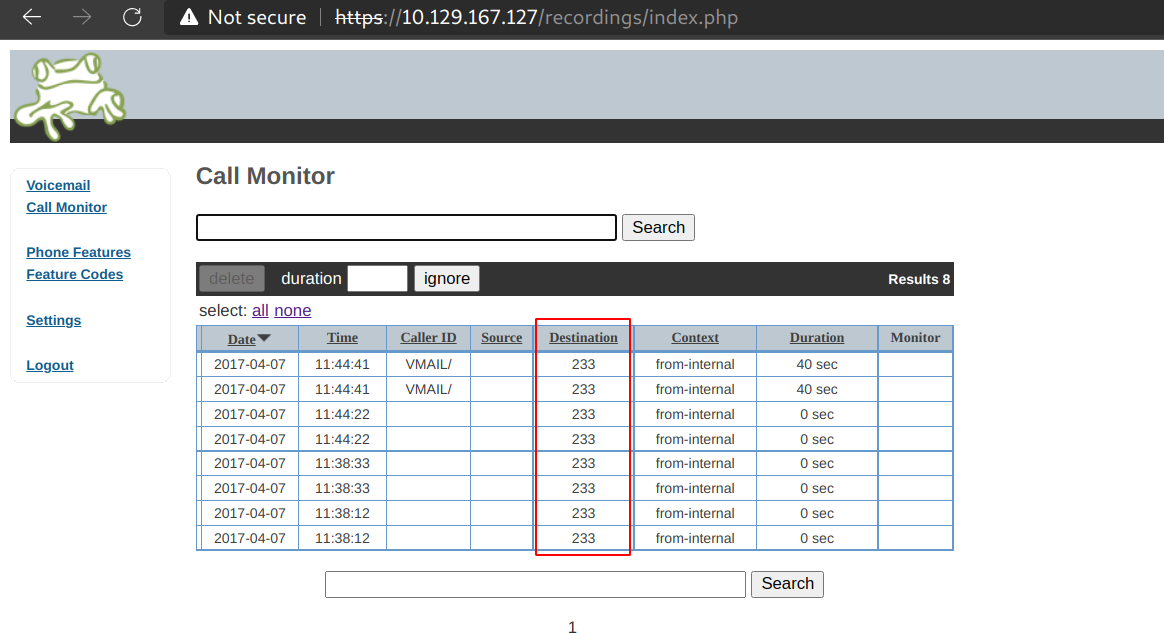 Not secure https://10.129.167.127/recordings/index.php
Call Monitor
Voicemail
Call Monitor
Phone Features
Feature Codes
Settings
Logout
Search
delete duration ignore Results 8
select: all none
Date Time Caller ID Source Destination Context Duration Monitor
2017-04-07 11:44:41 VMAIL/ 233 from-internal 40 sec
2017-04-07 11:44:41 VMAIL/ 233 from-internal 40 sec
2017-04-07 11:44:22 233 from-internal 0 sec
2017-04-07 11:44:22 233 from-internal 0 sec
2017-04-07 11:38:33 233 from-internal 0 sec
2017-04-07 11:38:33 233 from-internal 0 sec
2017-04-07 11:38:12 233 from-internal 0 sec
2017-04-07 11:38:12 233 from-internal 0 sec
Search
1